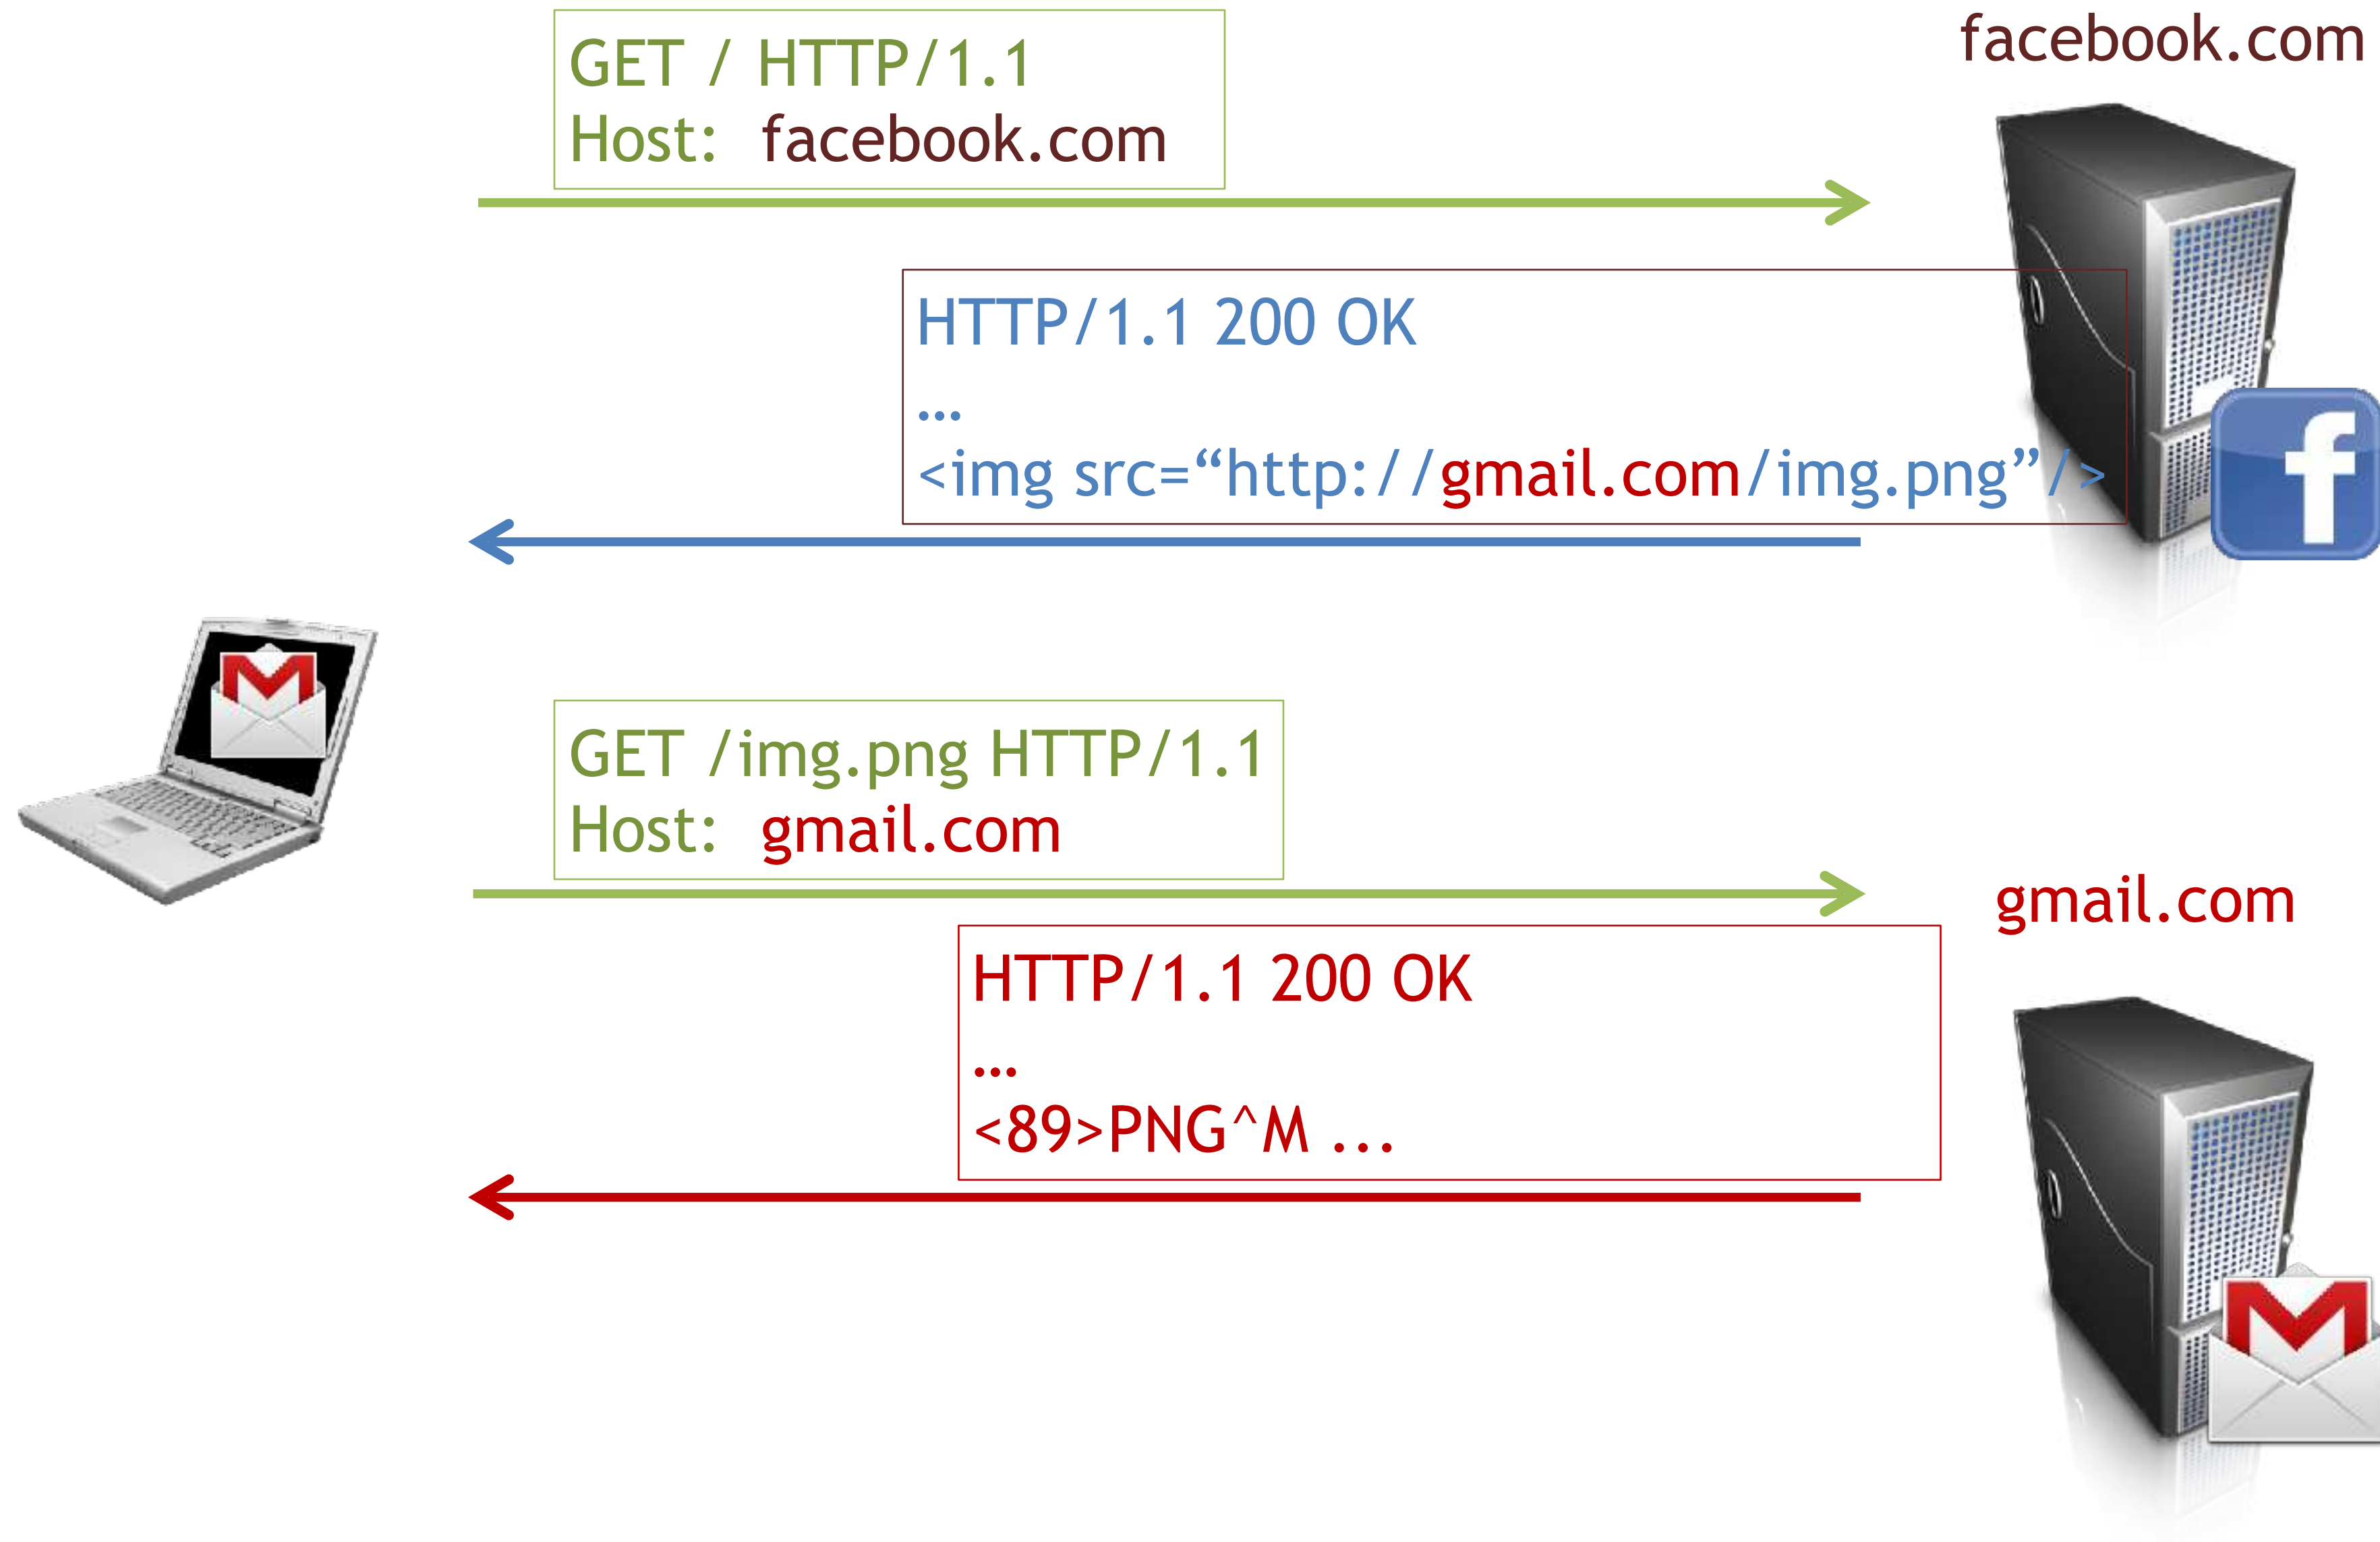 facebook.com
GET / HTTP/1.1
Host: facebook.com
HTTP/1.1 200 OK
…
<img src=“http://gmail.com/img.png”/>
GET /img.png HTTP/1.1
Host: gmail.com
gmail.com
HTTP/1.1 200 OK
…
<89>PNG^M ...